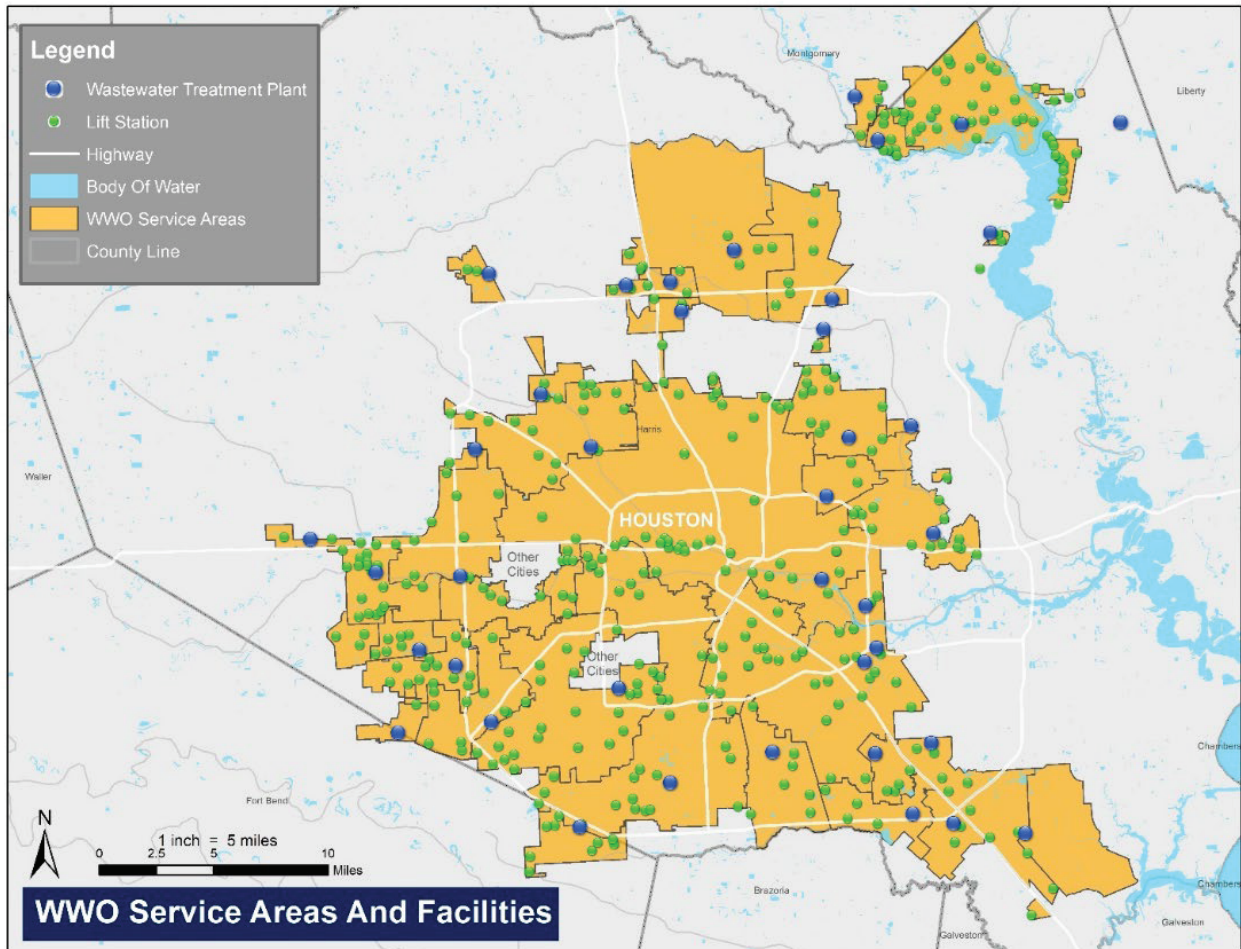 Legend
Wastewater Treatment Plant
Lift Station
Highway
Body Of Water
WWO Service Areas
County Line
Montgomery
Liberty
Harris
Waller
HOUSTON
Other
Cities
Other
Cities
Chambers
Fort Bend
N
1 inch = 5 miles
0 2.5 5 10
Miles
Brazoria
Chambers
Galveston
Galveston
WWO Service Areas And Facilities